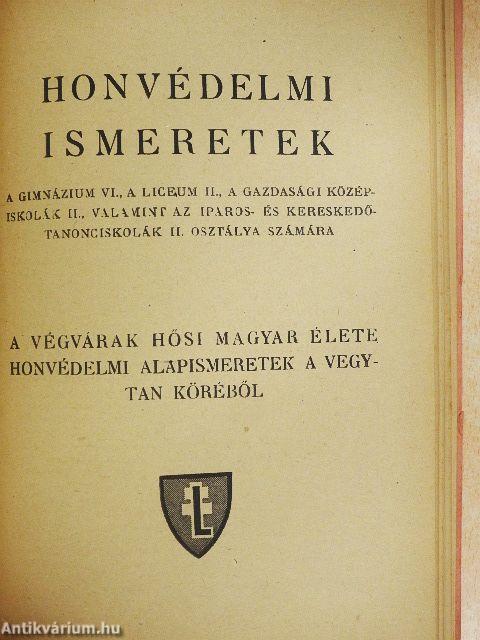 HONVÉDELMI
ISMERETEK
A GIMNÁZIUM VI., A LICEUM II., A GAZDASÁGI KÖZÉP-
ISKOLÁK II., VALAMINT AZ IPAROS- ÉS KERESKEDŐ-
TANONCISKOLÁK II. OSZTÁLYA SZÁMÁRA
A VÉGVÁRAK HŐSI MAGYAR ÉLETE
HONVÉDELMI ALAPISMERETEK A VEGY-
TAN KÖRÉBŐL
L
Antikvárium.hu